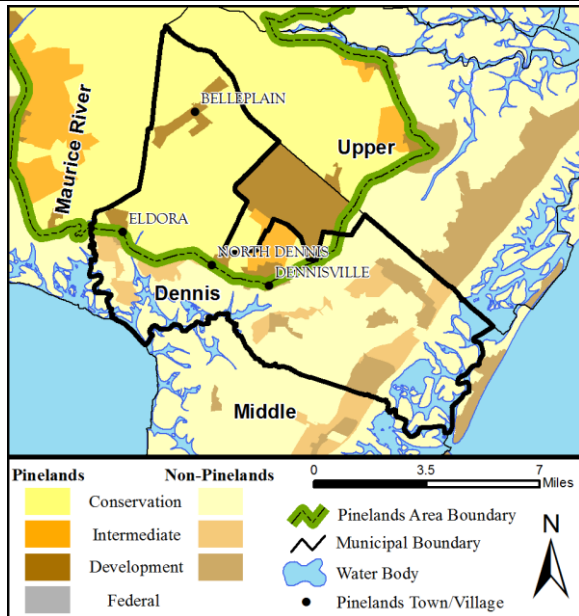 BELLEPLAIN
Maurice River
Upper
ELDORA
NORTH DENNIS
DENNISVILLE
Dennis
Middle
Pinelands Non-Pinelands
Conservation
Intermediate
Development
Federal
0 3.5 7
Miles
Pinelands Area Boundary
Municipal Boundary
Water Body
Pinelands Town/Village
N